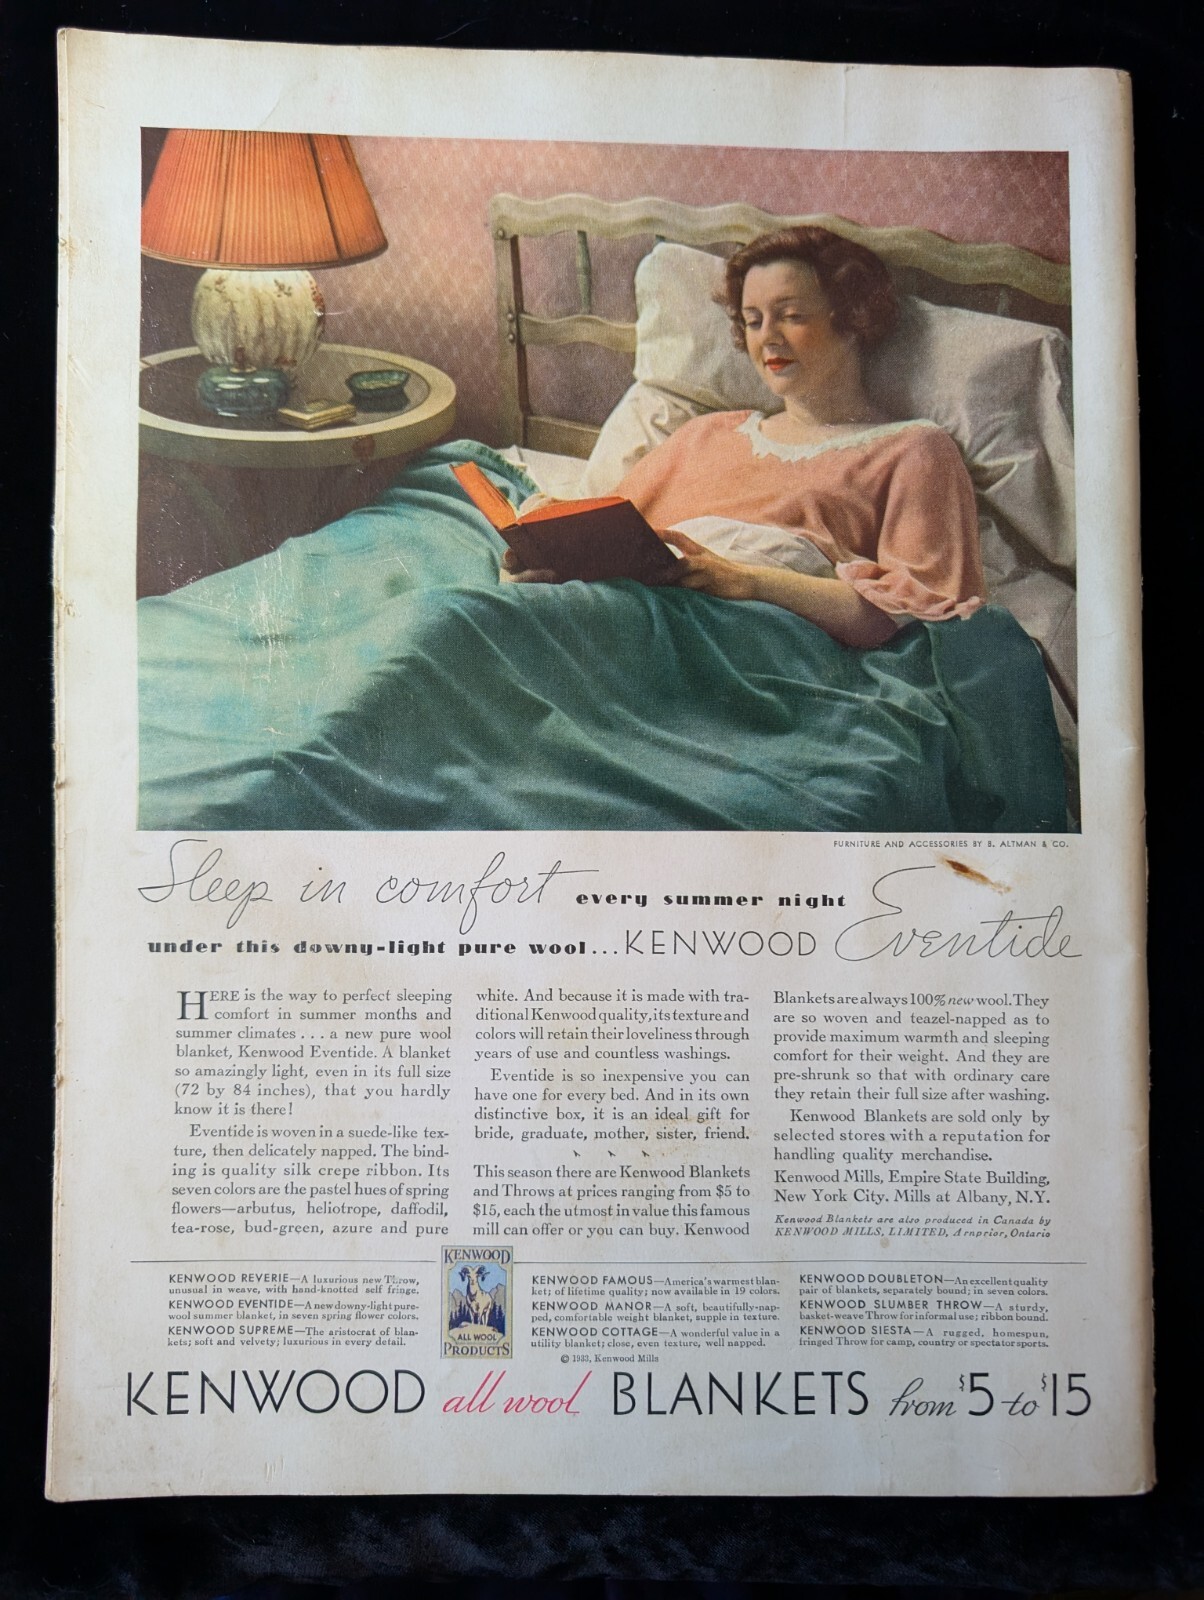 FURNITURE AND ACCESSORIES BY B. ALTMAN & CO.
Sleep in comfort every summer night
under this downy-light pure wool...KENWOOD Eventide
HERE is the way to perfect sleeping
comfort in summer months and
summer climates . . . a new pure wool
blanket, Kenwood Eventide. A blanket
so amazingly light, even in its full size
(72 by 84 inches), that you hardly
know it is there!
Eventide is woven in a suede-like tex-
ture, then delicately napped. The bind-
ing is quality silk crepe ribbon. Its
seven colors are the pastel hues of spring
flowers—arbutus, heliotrope, daffodil,
tea-rose, bud-green, azure and pure
white. And because it is made with tra-
ditional Kenwood quality, its texture and
colors will retain their loveliness through
years of use and countless washings.
Eventide is so inexpensive you can
have one for every bed. And in its own
distinctive box, it is an ideal gift for
bride, graduate, mother, sister, friend.
This season there are Kenwood Blankets
and Throws at prices ranging from $5 to
$15, each the utmost in value this famous
mill can offer or you can buy. Kenwood
Blankets are always 100% new wool. They
are so woven and teazel-napped as to
provide maximum warmth and sleeping
comfort for their weight. And they are
pre-shrunk so that with ordinary care
they retain their full size after washing.
Kenwood Blankets are sold only by
selected stores with a reputation for
handling quality merchandise.
Kenwood Mills, Empire State Building,
New York City. Mills at Albany, N.Y.
Kenwood Blankets are also produced in Canada by
KENWOOD MILLS, LIMITED, Arnprior, Ontario
KENWOOD REVERIE—A luxurious new Throw,
unusual in weave, with hand-knotted self fringe.
KENWOOD EVENTIDE—A new downy-light pure-
wool summer blanket, in seven spring flower colors.
KENWOOD SUPREME—The aristocrat of blan-
kets; soft and velvety; luxurious in every detail.
KENWOOD
ALL WOOL
PRODUCTS
KENWOOD FAMOUS—America's warmest blan-
ket; of lifetime quality; now available in 19 colors.
KENWOOD MANOR—A soft, beautifully-nap-
ped, comfortable weight blanket, supple in texture.
KENWOOD COTTAGE—A wonderful value in a
utility blanket; close, even texture, well napped.
KENWOOD DOUBLETON—An excellent quality
pair of blankets, separately bound; in seven colors.
KENWOOD SLUMBER THROW—A sturdy,
basket-weave Throw for informal use; ribbon bound.
KENWOOD SIESTA—A rugged, homespun,
fringed Throw for camp, country or spectator sports.
© 1933, Kenwood Mills
KENWOOD all wool BLANKETS from $5 to $15